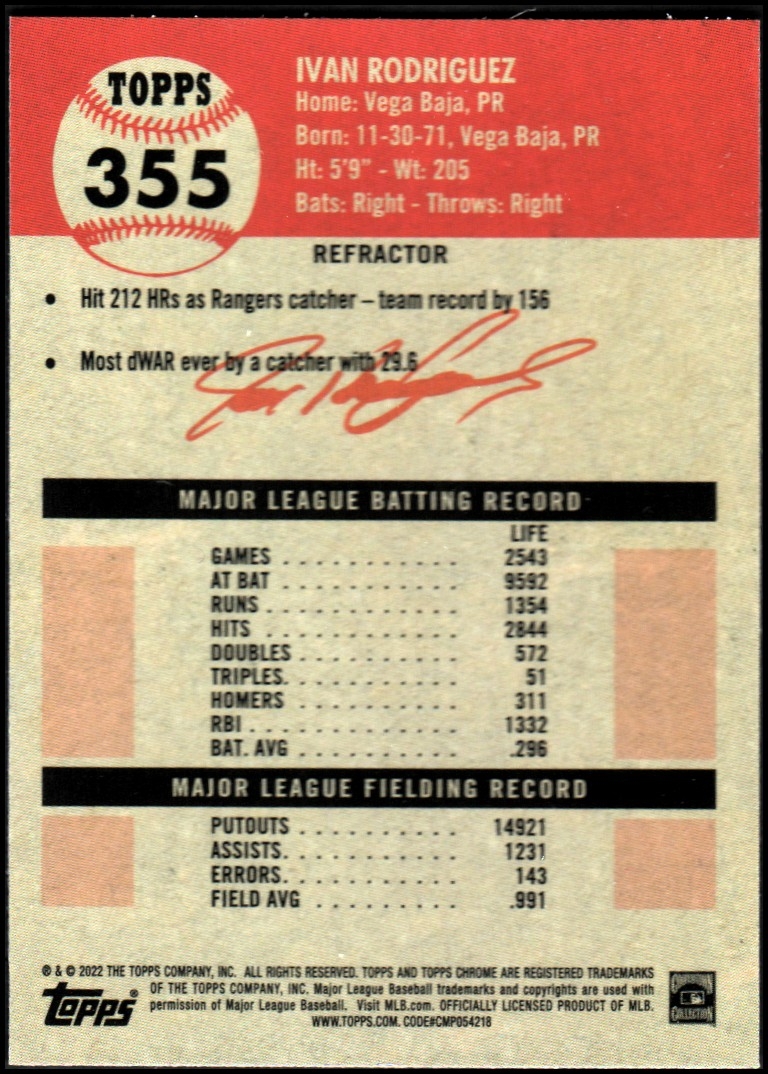 TOPPS
355
IVAN RODRIGUEZ
Home: Vega Baja, PR
Born: 11-30-71, Vega Baja, PR
Ht: 5'9" - Wt: 205
Bats: Right - Throws: Right
REFRACTOR
• Hit 212 HRs as Rangers catcher – team record by 156
• Most dWAR ever by a catcher with 29.6
MAJOR LEAGUE BATTING RECORD
LIFE
GAMES . . . . . . . . . . . 2543
AT BAT . . . . . . . . . . . 9592
RUNS . . . . . . . . . . . . 1354
HITS . . . . . . . . . . . . 2844
DOUBLES . . . . . . . . . . 572
TRIPLES. . . . . . . . . . . 51
HOMERS . . . . . . . . . . 311
RBI . . . . . . . . . . . . . 1332
BAT. AVG . . . . . . . . . . .296
MAJOR LEAGUE FIELDING RECORD
PUTOUTS . . . . . . . . . . 14921
ASSISTS. . . . . . . . . . . 1231
ERRORS. . . . . . . . . . . 143
FIELD AVG . . . . . . . . . .991
® & © 2022 THE TOPPS COMPANY, INC. ALL RIGHTS RESERVED. TOPPS AND TOPPS CHROME ARE REGISTERED TRADEMARKS
OF THE TOPPS COMPANY, INC. Major League Baseball trademarks and copyrights are used with
permission of Major League Baseball. Visit MLB.com. OFFICIALLY LICENSED PRODUCT OF MLB.
WWW.TOPPS.COM. CODE#CMP054218
Topps®
COOPERSTOWN
COLLECTION